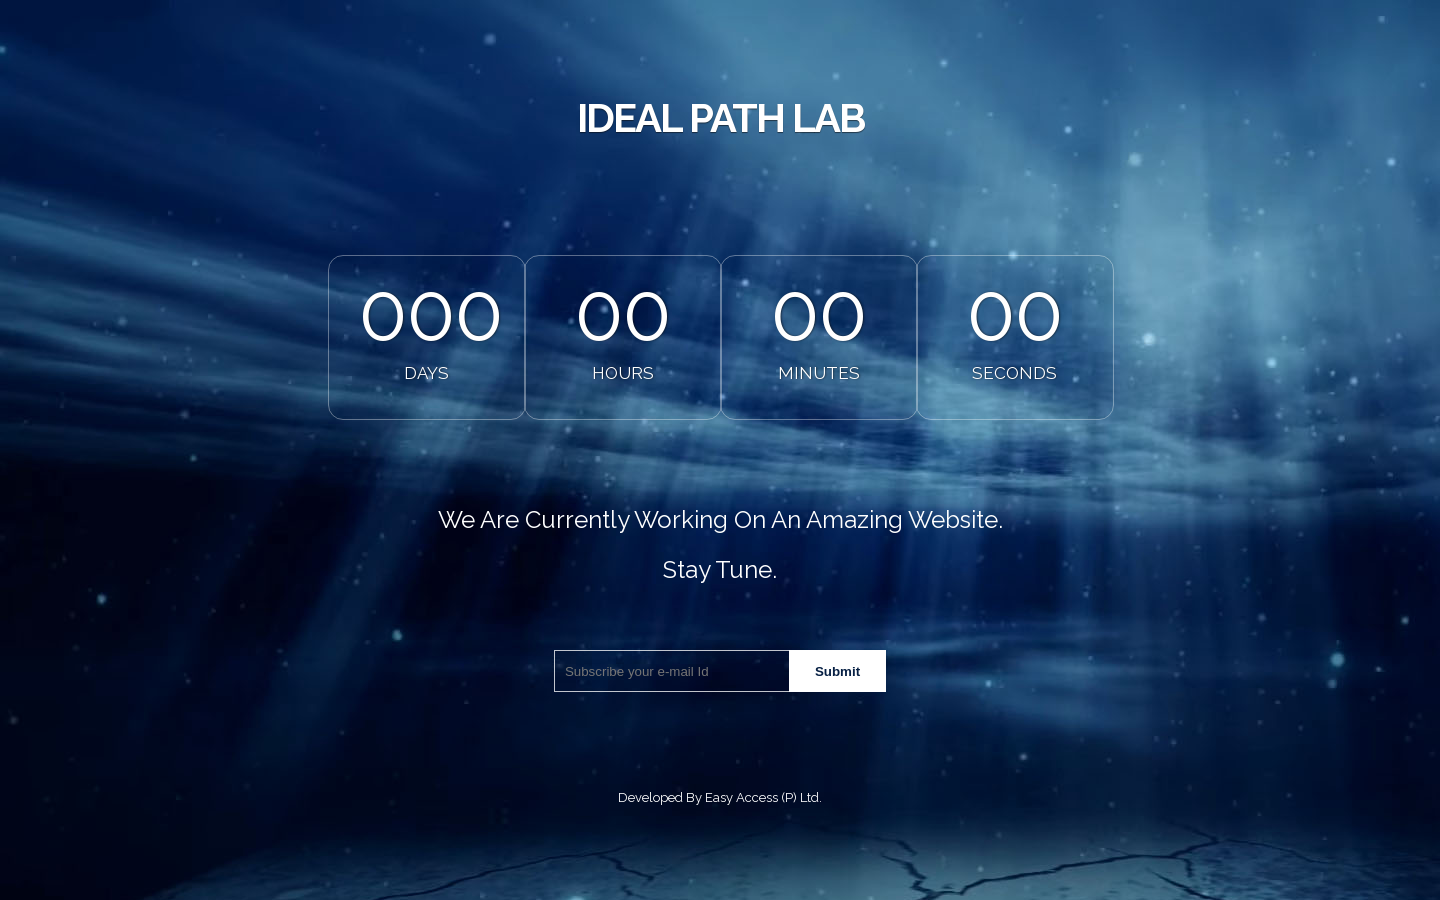 IDEAL PATH LAB
000 00 00 00
DAYS HOURS MINUTES SECONDS
We Are Currently Working On An Amazing Website.
Stay Tune.
Subscribe your e-mail Id Submit
Developed By Easy Access (P) Ltd.